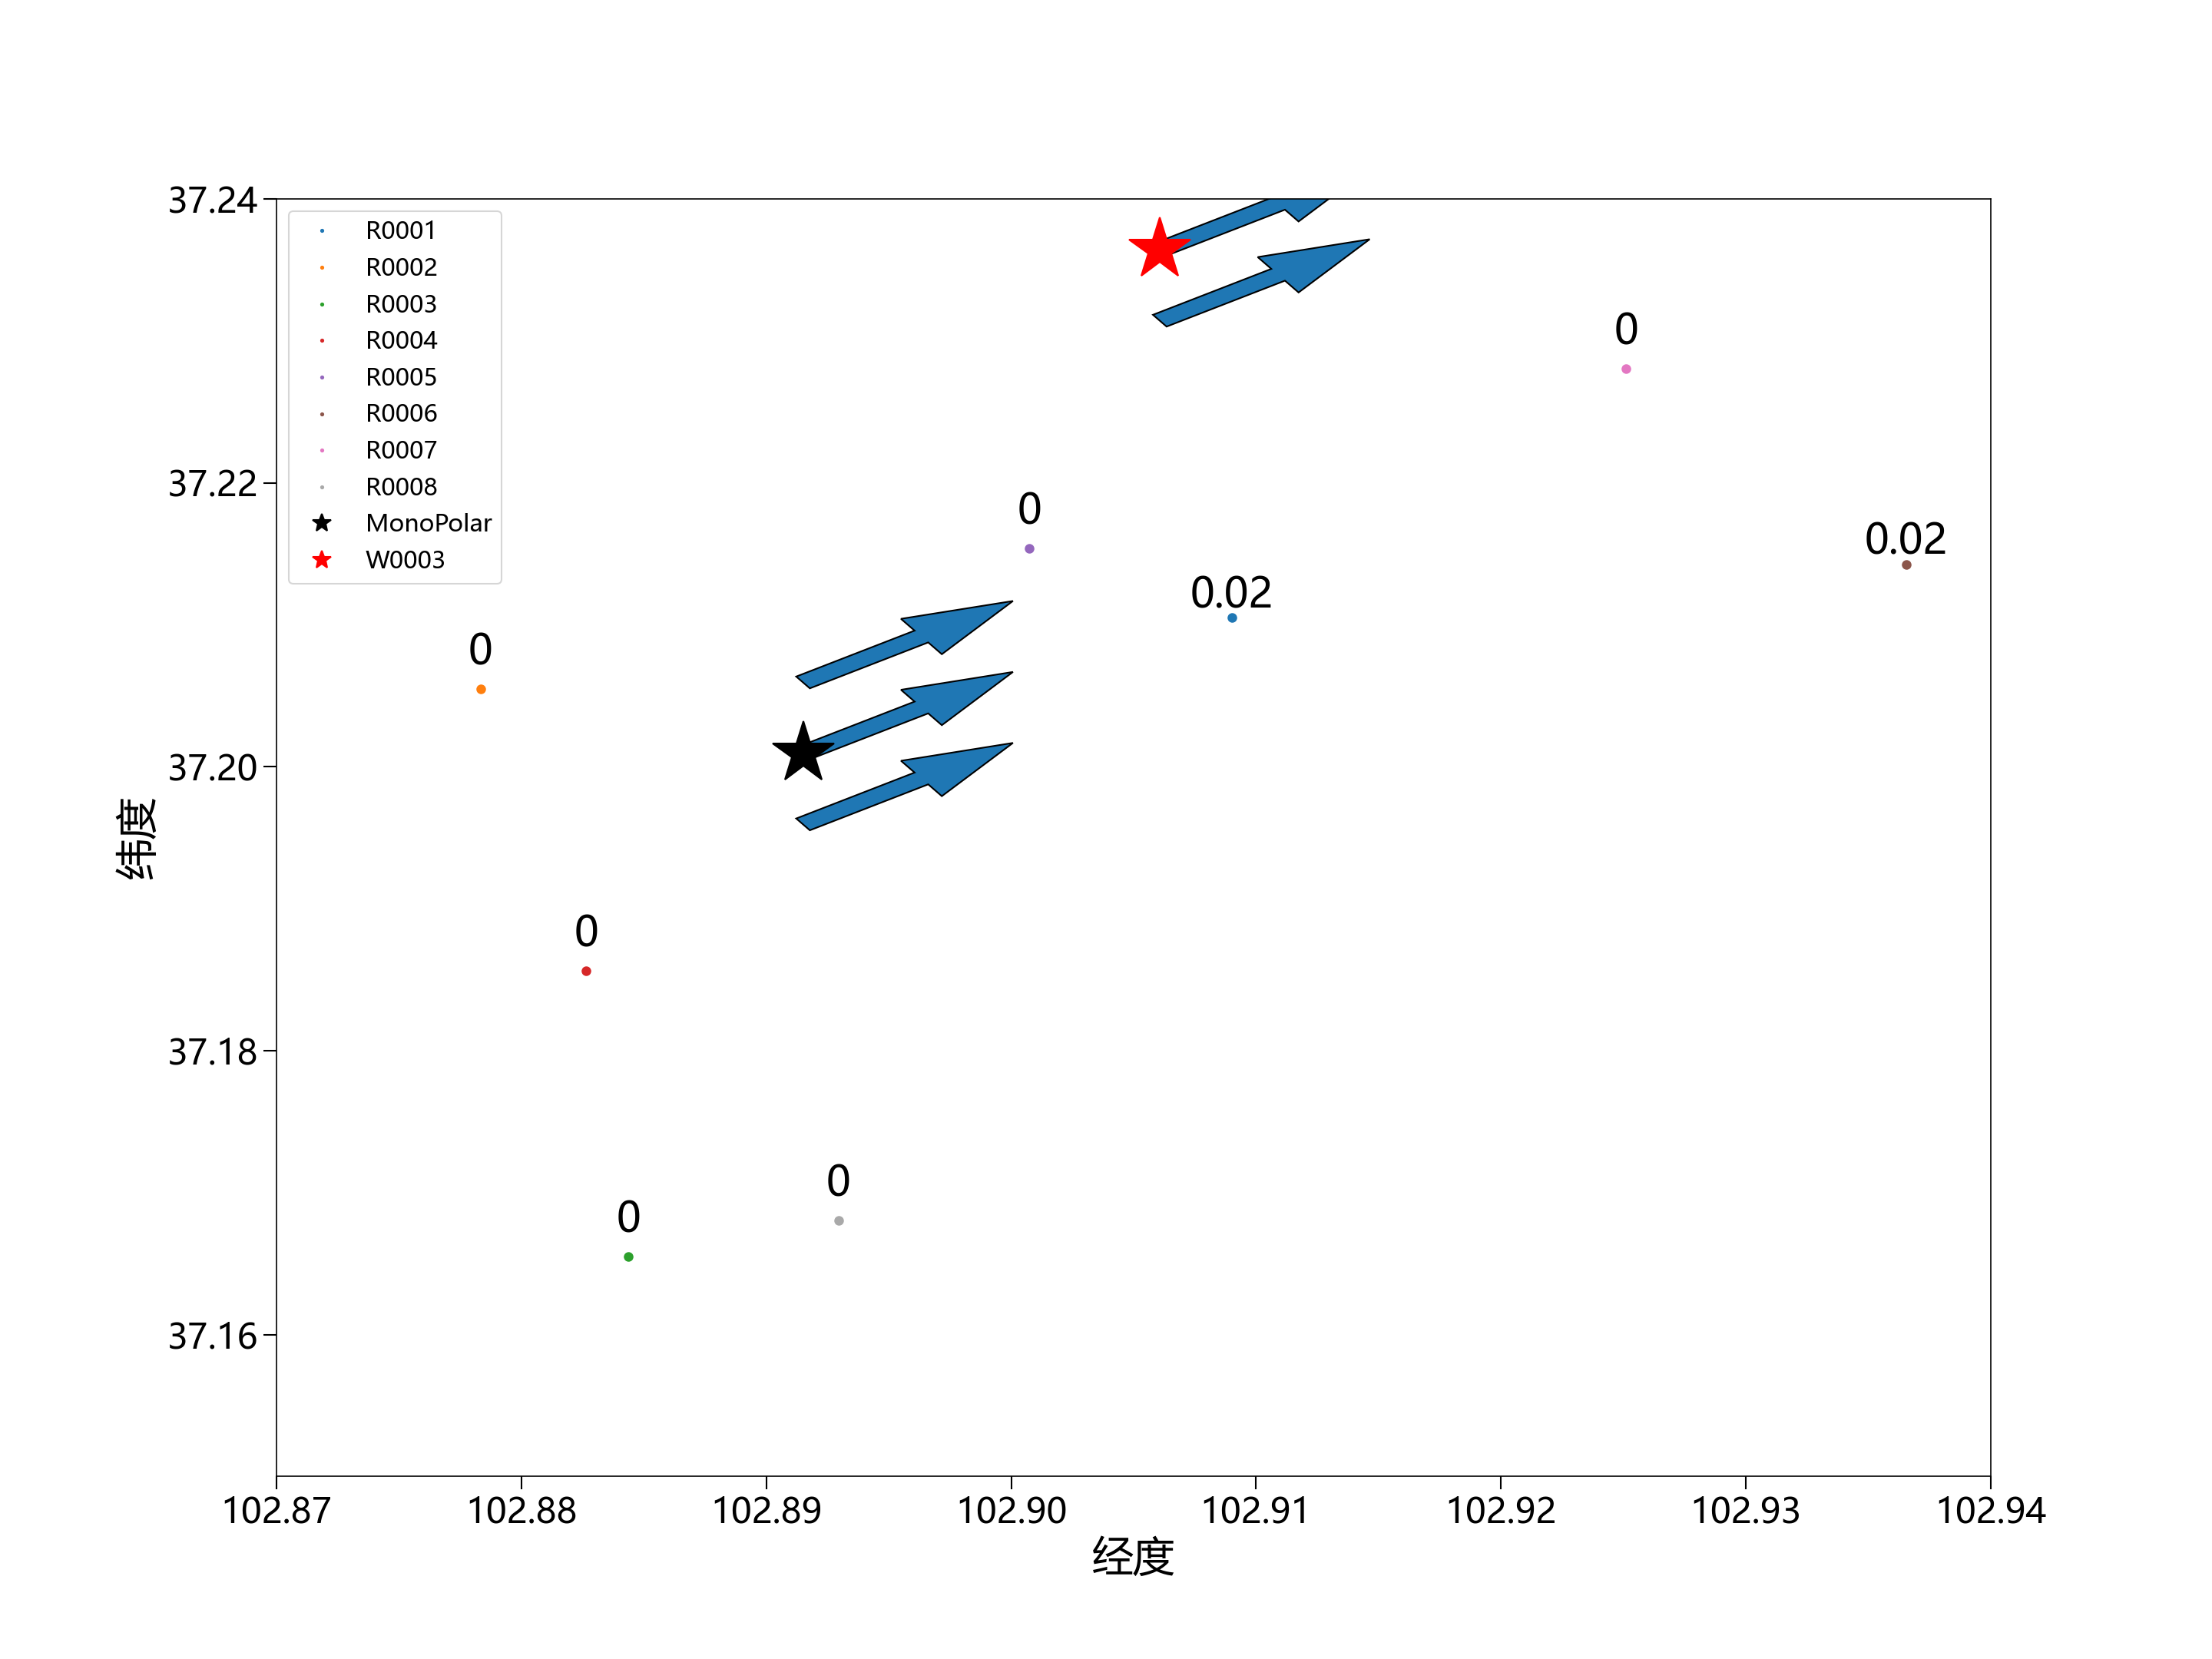 37.24
37.22
37.20
37.18
37.16
纬度
R0001
R0002
R0003
R0004
R0005
R0006
R0007
R0008
MonoPolar
W0003
0
0
0.02
0.02
0
0
0
0
102.87 102.88 102.89 102.90 102.91 102.92 102.93 102.94
经度